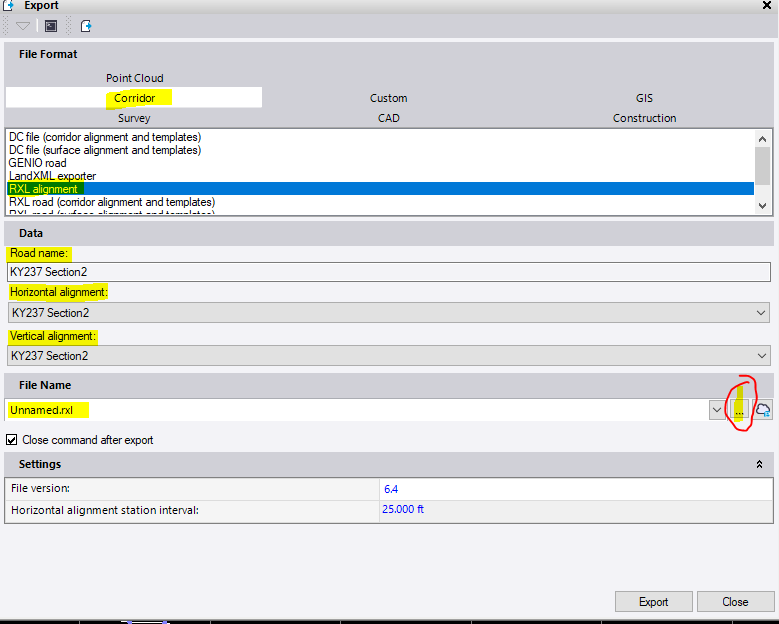 Export
File Format
Point Cloud
Corridor Custom GIS
Survey CAD Construction
DC file (corridor alignment and templates)
DC file (surface alignment and templates)
GENIO road
LandXML exporter
RXL alignment
RXL road (corridor alignment and templates)
RXL road (surface alignment and templates)
Data
Road name:
KY237 Section2
Horizontal alignment:
KY237 Section2
Vertical alignment:
KY237 Section2
File Name
Unnamed.rxl ...
Close command after export
Settings
File version: 6.4
Horizontal alignment station interval: 25.000 ft
Export Close